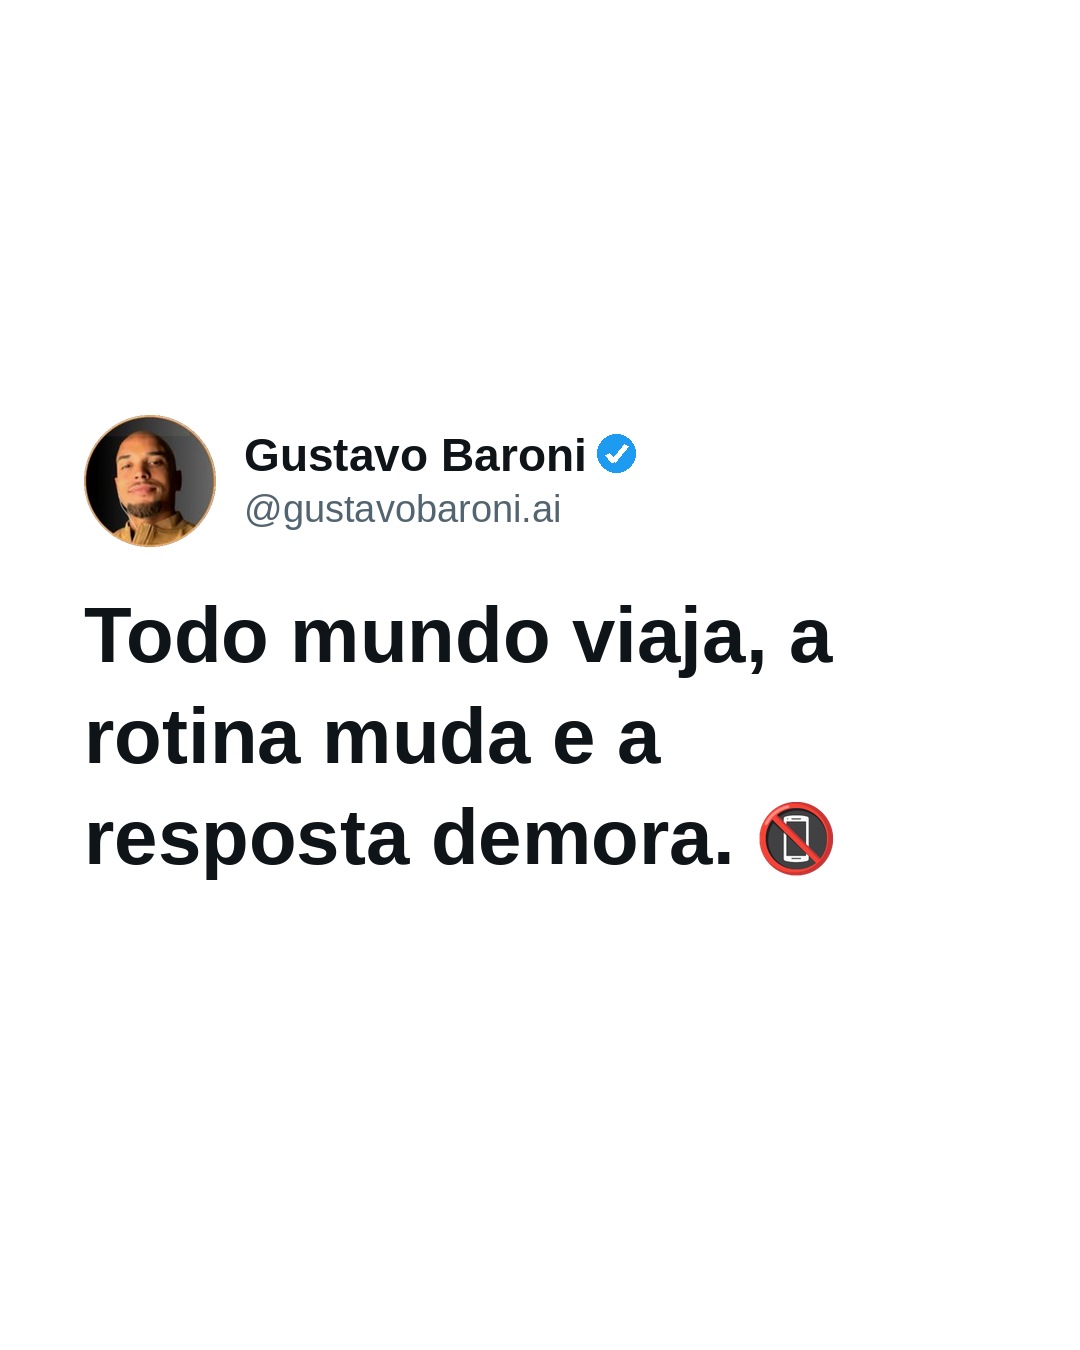 Gustavo Baroni
@gustavobaroni.ai
Todo mundo viaja, a
rotina muda e a
resposta demora. 📵